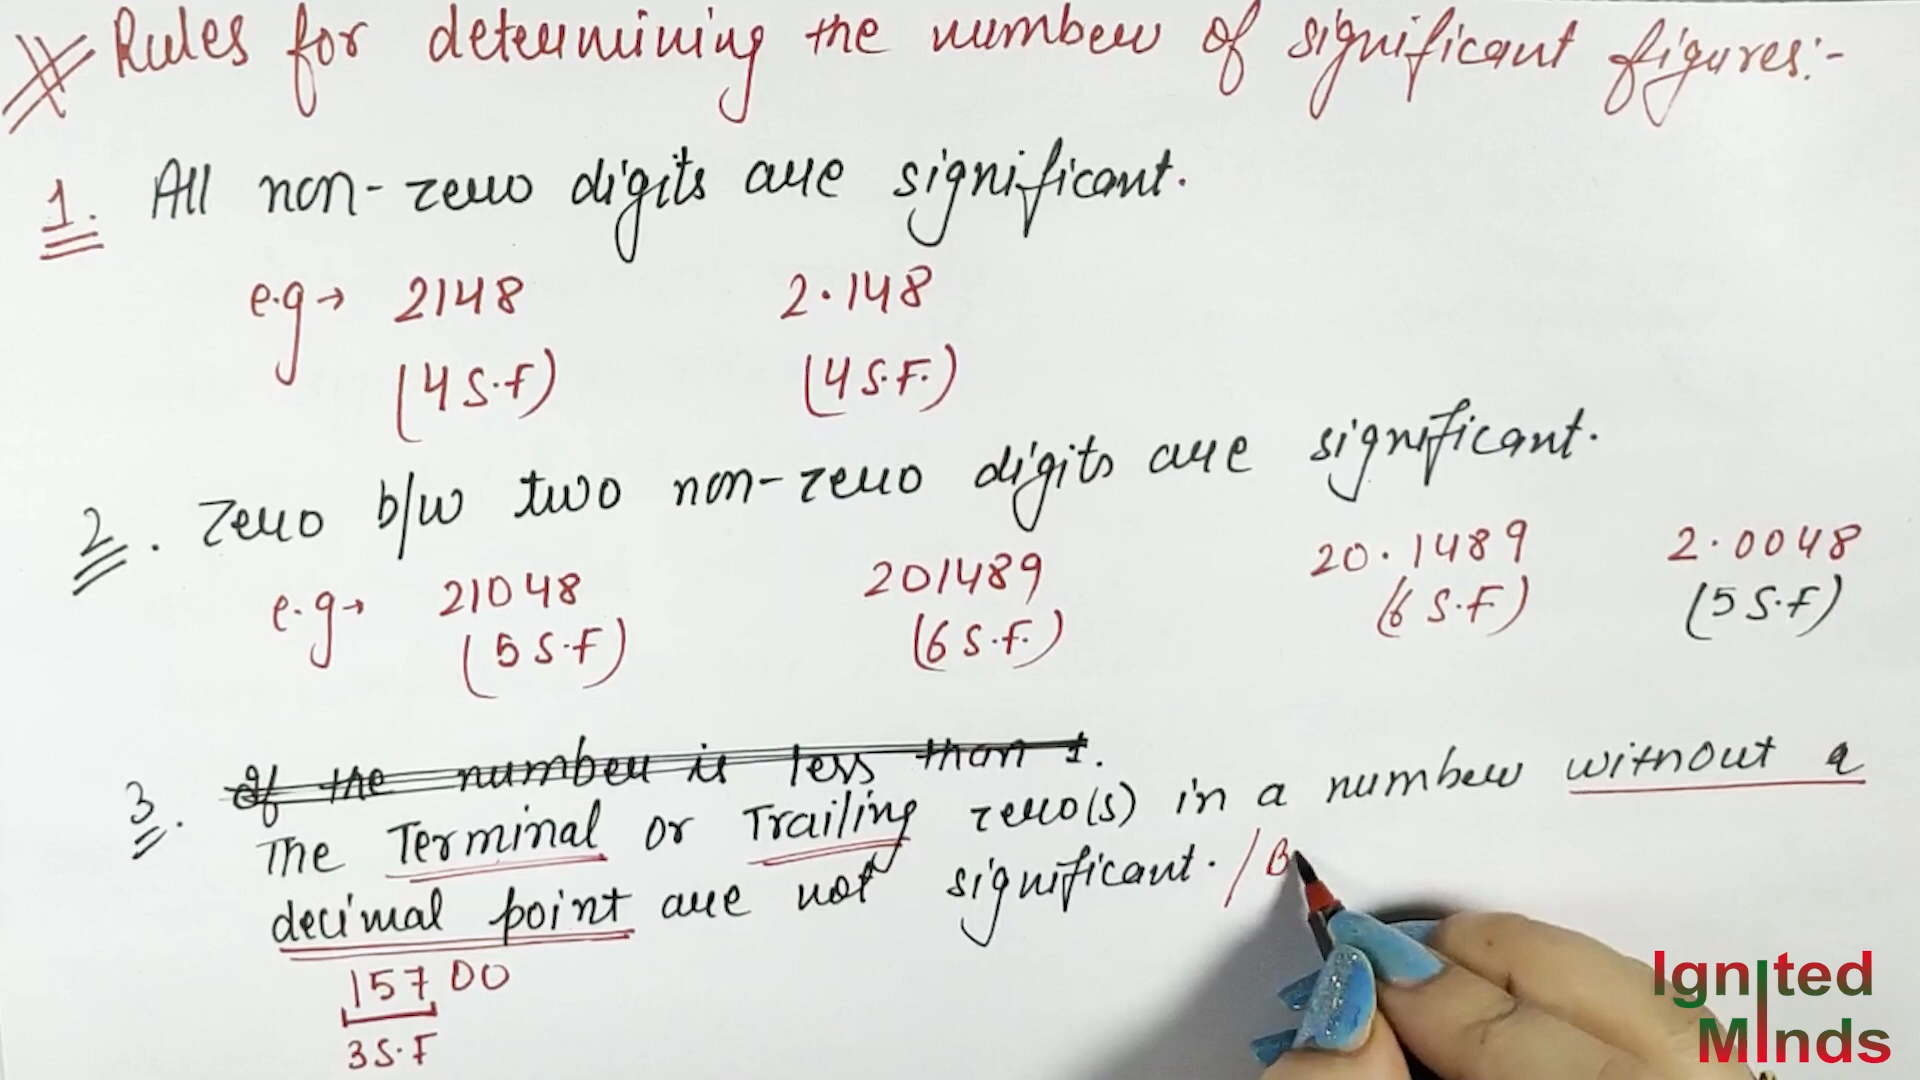 Rules for determining the number of significant figures:-
1. All non-zero digits are significant.
e.g → 2148 2.148
(4 S.F) (4 S.F.)
2. Zero b/w two non-zero digits are significant.
e.g → 21048 201489 20.1489 2.0048
(5 S.F) (6 S.F.) (6 S.F) (5 S.F)
3. If the number is less than 1.
The Terminal or Trailing zero(s) in a number without a
decimal point are not significant. / B
15700
3 S.F
Ignited
Minds